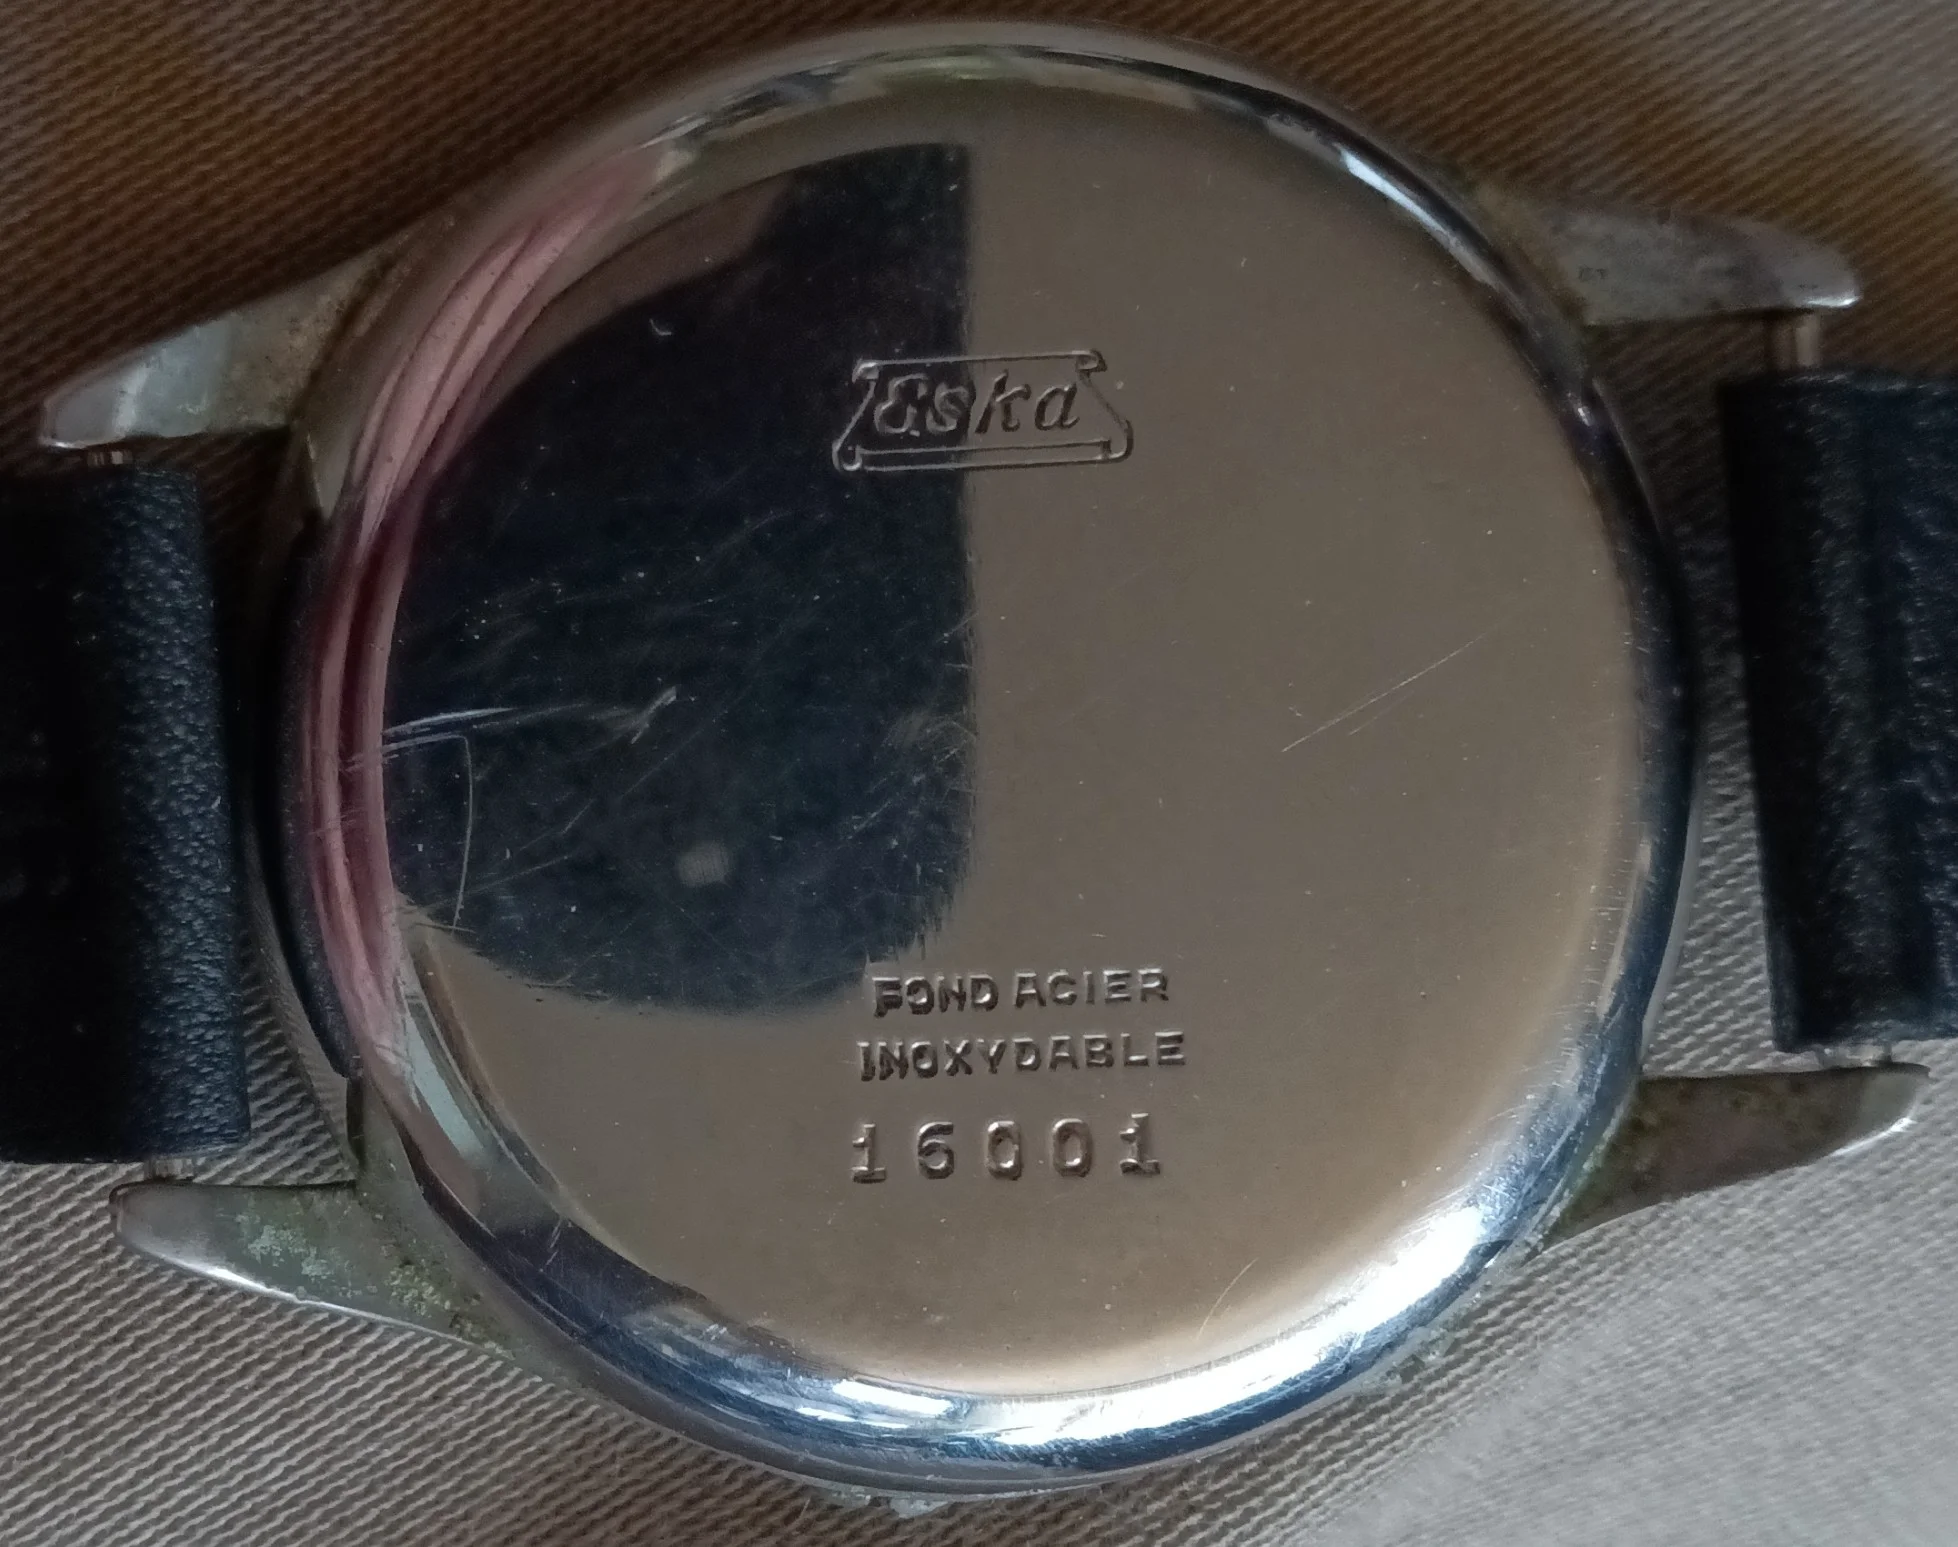 Eska
FOND ACIER
INOXYDABLE
16001